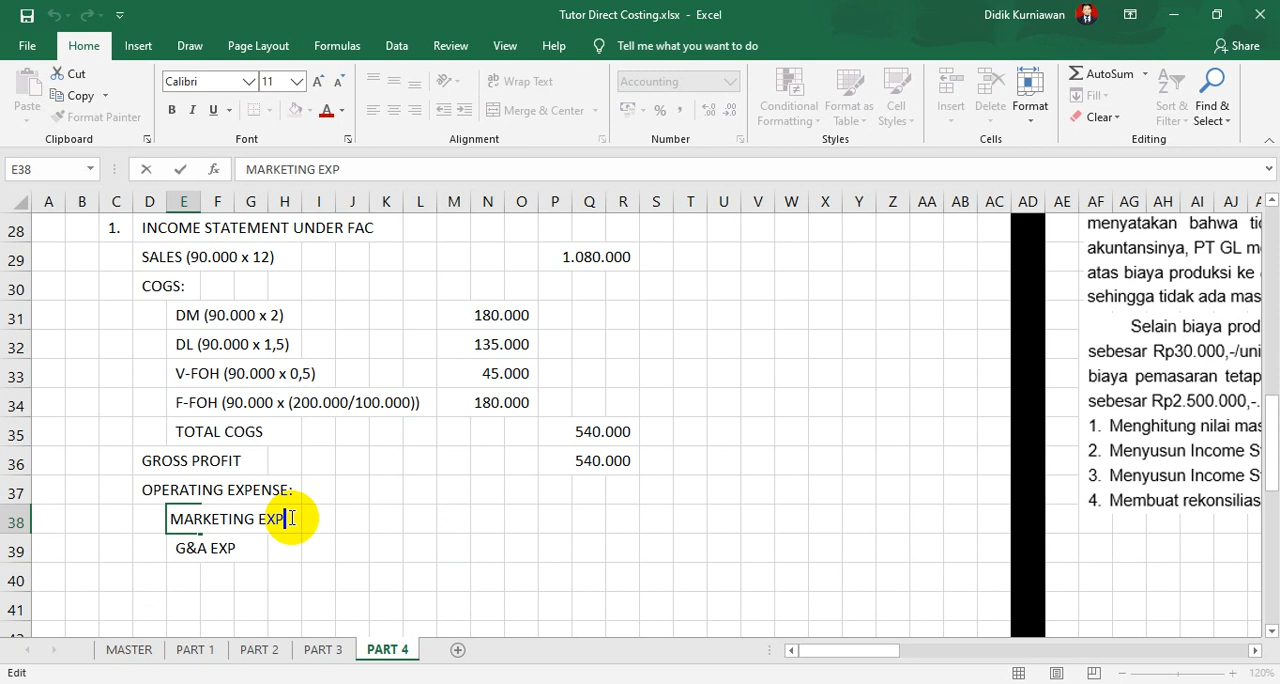 Tutor Direct Costing.xlsx - Excel
Didik Kurniawan
File Home Insert Draw Page Layout Formulas Data Review View Help Tell me what you want to do
Share
Paste
Cut
Copy
Format Painter
Clipboard
Calibri 11
B I U
Font
Wrap Text
Merge & Center
Alignment
Accounting
Number
Conditional Formatting
Format as Table
Cell Styles
Styles
Insert
Delete
Format
Cells
AutoSum
Fill
Clear
Sort & Filter
Find & Select
Editing
E38
fx
MARKETING EXP
A B C D E F G H I J K L M N O P Q R S T U V W X Y Z AA AB AC AD AE AF AG AH AI AJ
28 1. INCOME STATEMENT UNDER FAC
29 SALES (90.000 x 12) 1.080.000
30 COGS:
31 DM (90.000 x 2) 180.000
32 DL (90.000 x 1,5) 135.000
33 V-FOH (90.000 x 0,5) 45.000
34 F-FOH (90.000 x (200.000/100.000)) 180.000
35 TOTAL COGS 540.000
36 GROSS PROFIT 540.000
37 OPERATING EXPENSE:
38 MARKETING EXP
39 G&A EXP
40
41
menyatakan bahwa
akuntansinya, PT GL
atas biaya produksi ke
sehingga tidak ada
Selain biaya
sebesar Rp30.000,-/
biaya pemasaran
sebesar Rp2.500.000,-.
1. Menghitung nilai
2. Menyusun Income
3. Menyusun Income
4. Membuat
MASTER PART 1 PART 2 PART 3 PART 4
Edit
120%